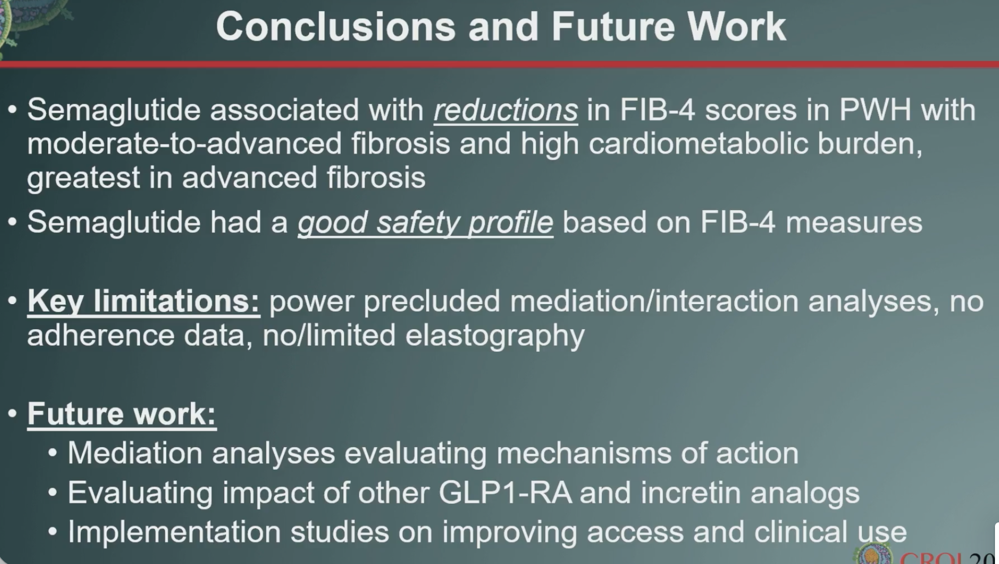 Conclusions and Future Work
• Semaglutide associated with reductions in FIB-4 scores in PWH with
moderate-to-advanced fibrosis and high cardiometabolic burden,
greatest in advanced fibrosis
• Semaglutide had a good safety profile based on FIB-4 measures
• Key limitations: power precluded mediation/interaction analyses, no
adherence data, no/limited elastography
• Future work:
• Mediation analyses evaluating mechanisms of action
• Evaluating impact of other GLP1-RA and incretin analogs
• Implementation studies on improving access and clinical use
CROI 20